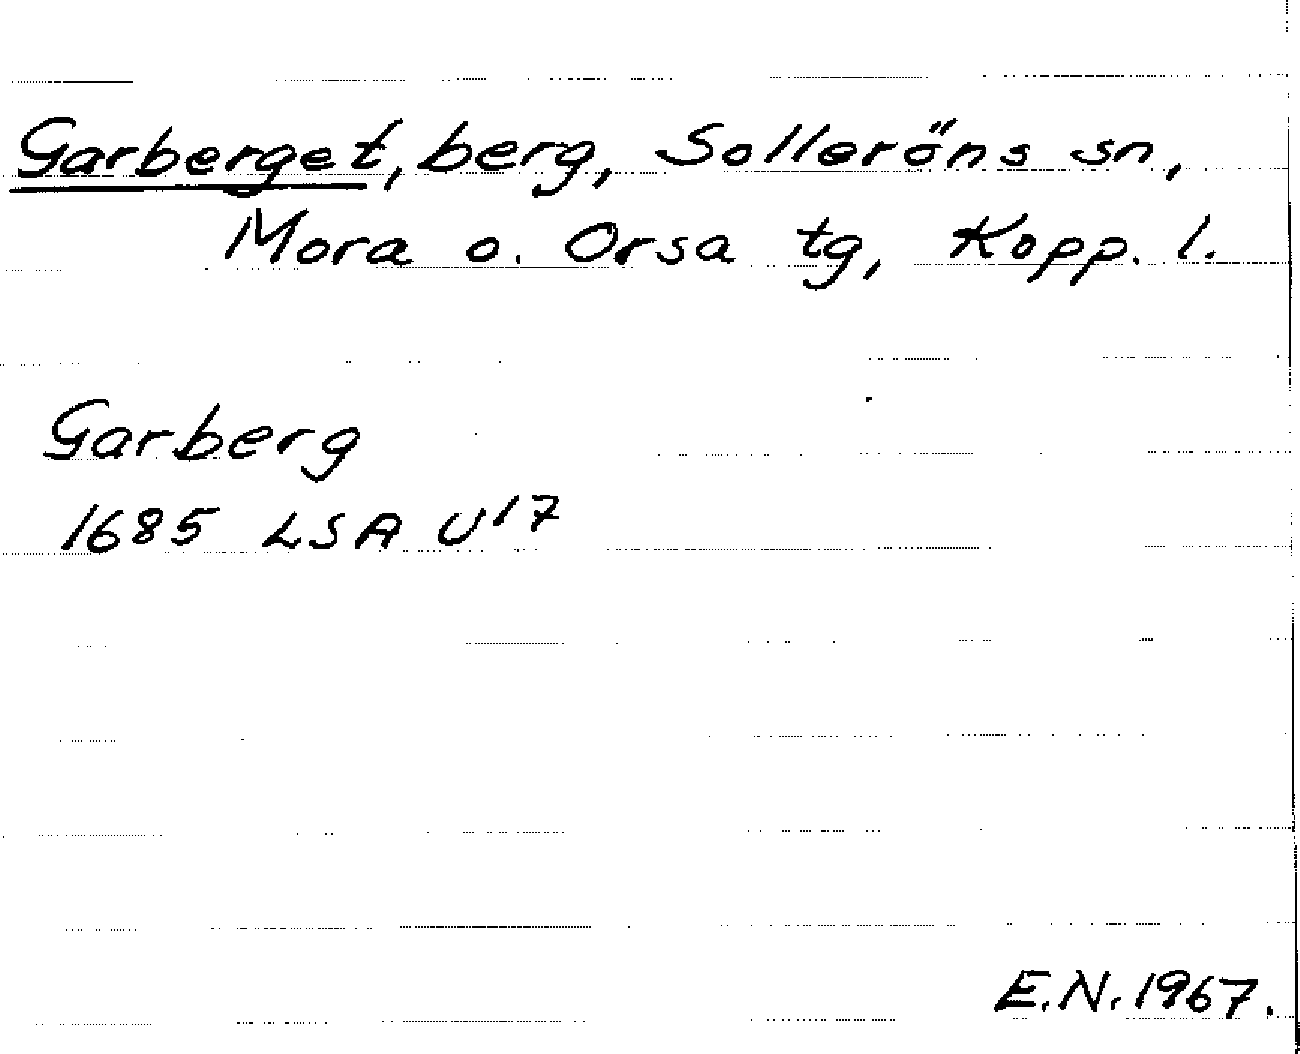 Garberget, berg, Solleröns sn,
Mora o. Orsa tg, Kopp. l.
Garberg
1685 LSA U17
E.N. 1967.